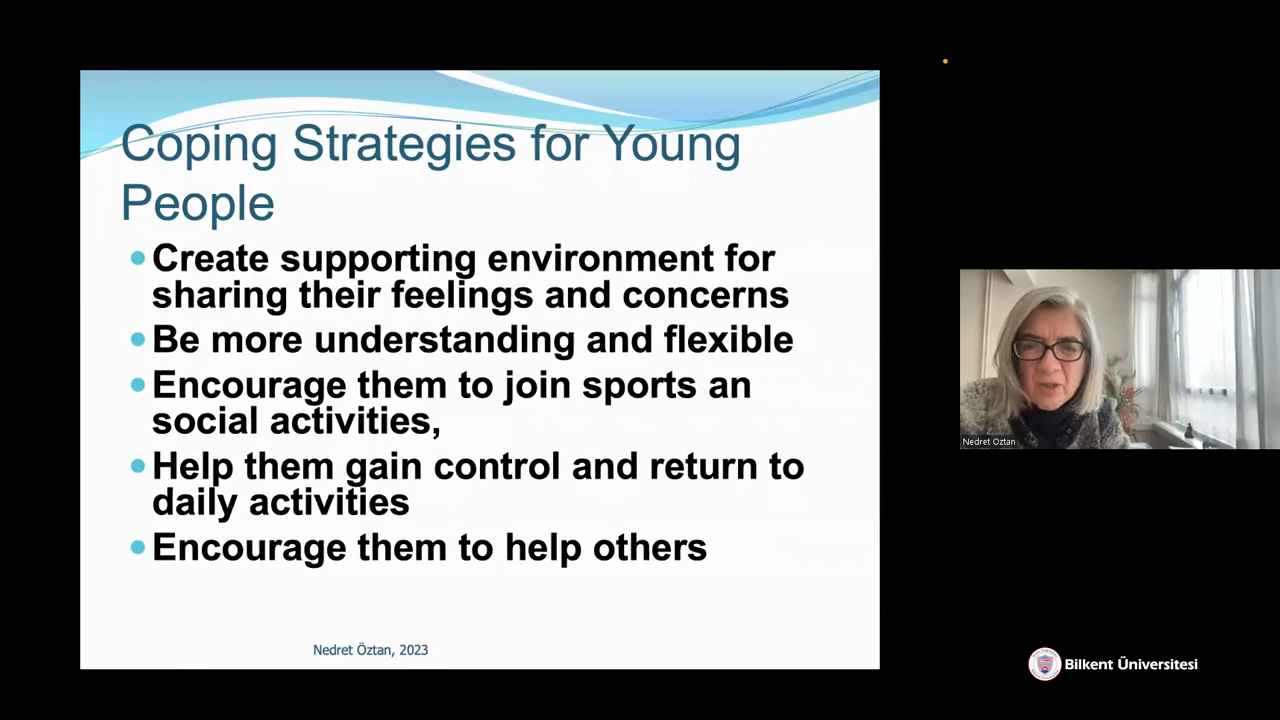 Coping Strategies for Young
People
• Create supporting environment for
sharing their feelings and concerns
• Be more understanding and flexible
• Encourage them to join sports an
social activities,
• Help them gain control and return to
daily activities
• Encourage them to help others
Nedret Öztan, 2023
Nedret Oztan
Bilkent Üniversitesi